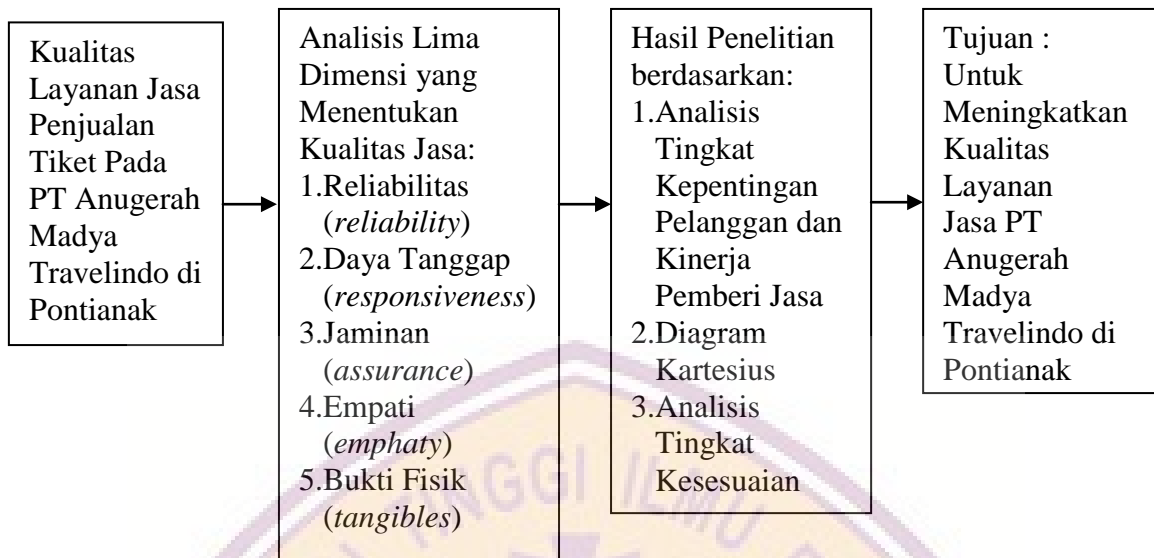 Kualitas
Layanan Jasa
Penjualan
Tiket Pada
PT Anugerah
Madya
Travelindo di
Pontianak
Analisis Lima
Dimensi yang
Menentukan
Kualitas Jasa:
1.Reliabilitas
(reliability)
2.Daya Tanggap
(responsiveness)
3.Jaminan
(assurance)
4.Empati
(emphaty)
5.Bukti Fisik
(tangibles)
Hasil Penelitian
berdasarkan:
1.Analisis
Tingkat
Kepentingan
Pelanggan dan
Kinerja
Pemberi Jasa
2.Diagram
Kartesius
3.Analisis
Tingkat
Kesesuaian
Tujuan :
Untuk
Meningkatkan
Kualitas
Layanan
Jasa PT
Anugerah
Madya
Travelindo di
Pontianak
TINGGI ILMU